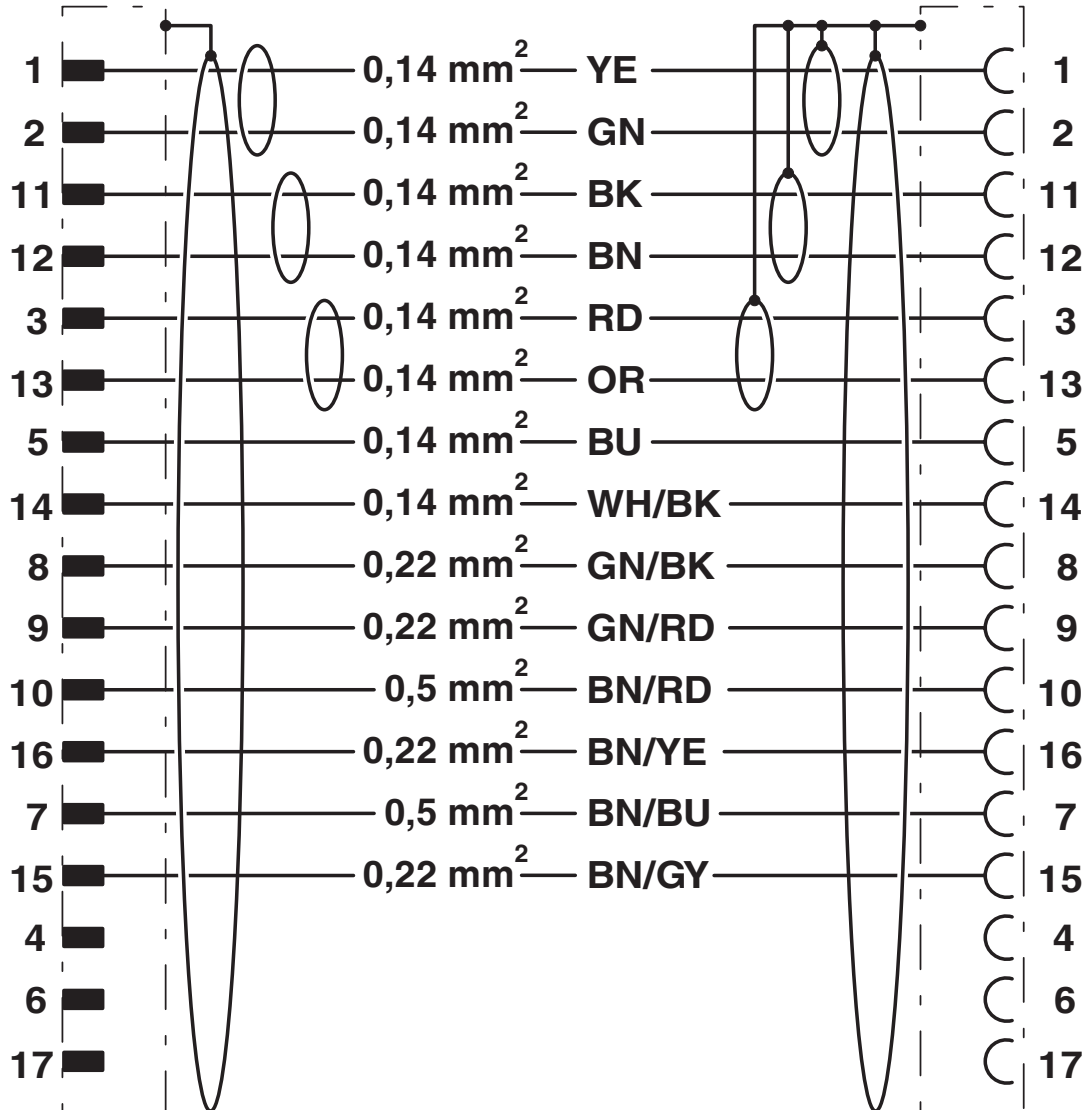 1 0,14 mm² YE 1
2 0,14 mm² GN 2
11 0,14 mm² BK 11
12 0,14 mm² BN 12
3 0,14 mm² RD 3
13 0,14 mm² OR 13
5 0,14 mm² BU 5
14 0,14 mm² WH/BK 14
8 0,22 mm² GN/BK 8
9 0,22 mm² GN/RD 9
10 0,5 mm² BN/RD 10
16 0,22 mm² BN/YE 16
7 0,5 mm² BN/BU 7
15 0,22 mm² BN/GY 15
4 4
6 6
17 17